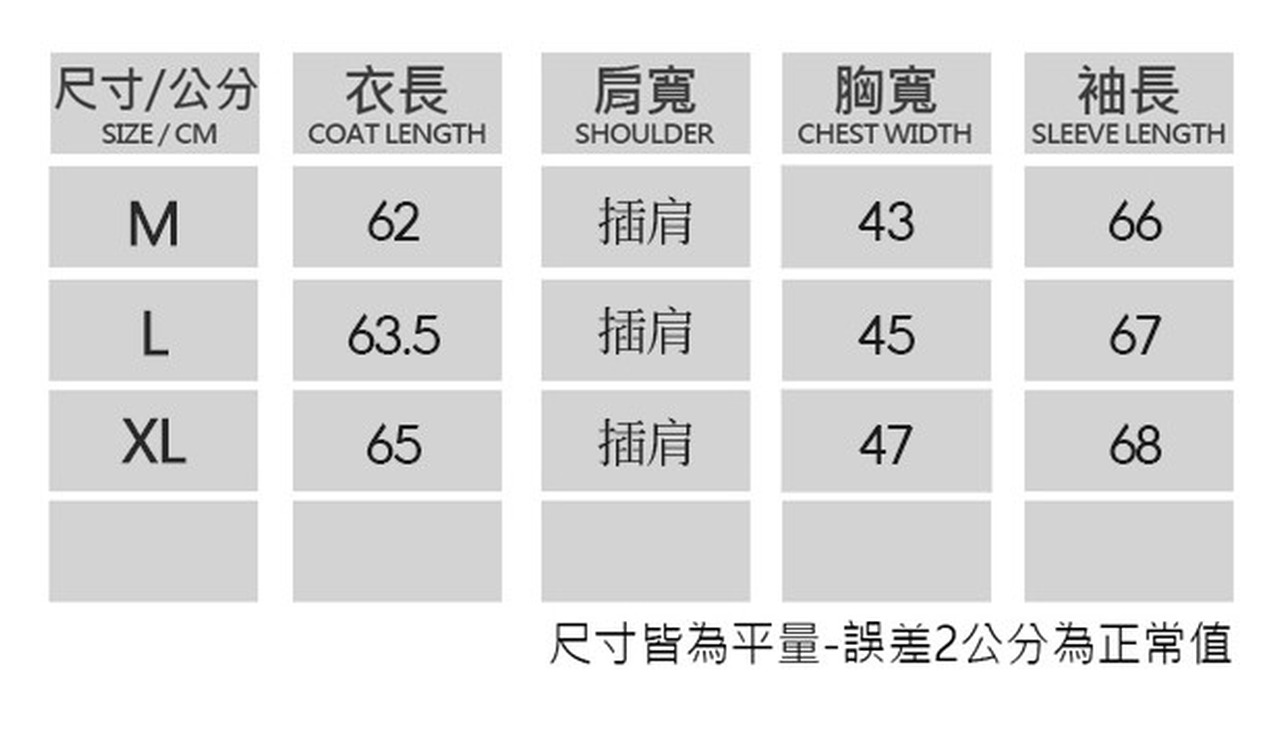 尺寸/公分 衣長 肩寬 胸寬 袖長
SIZE / CM COAT LENGTH SHOULDER CHEST WIDTH SLEEVE LENGTH
M 62 插肩 43 66
L 63.5 插肩 45 67
XL 65 插肩 47 68
尺寸皆為平量-誤差2公分為正常值